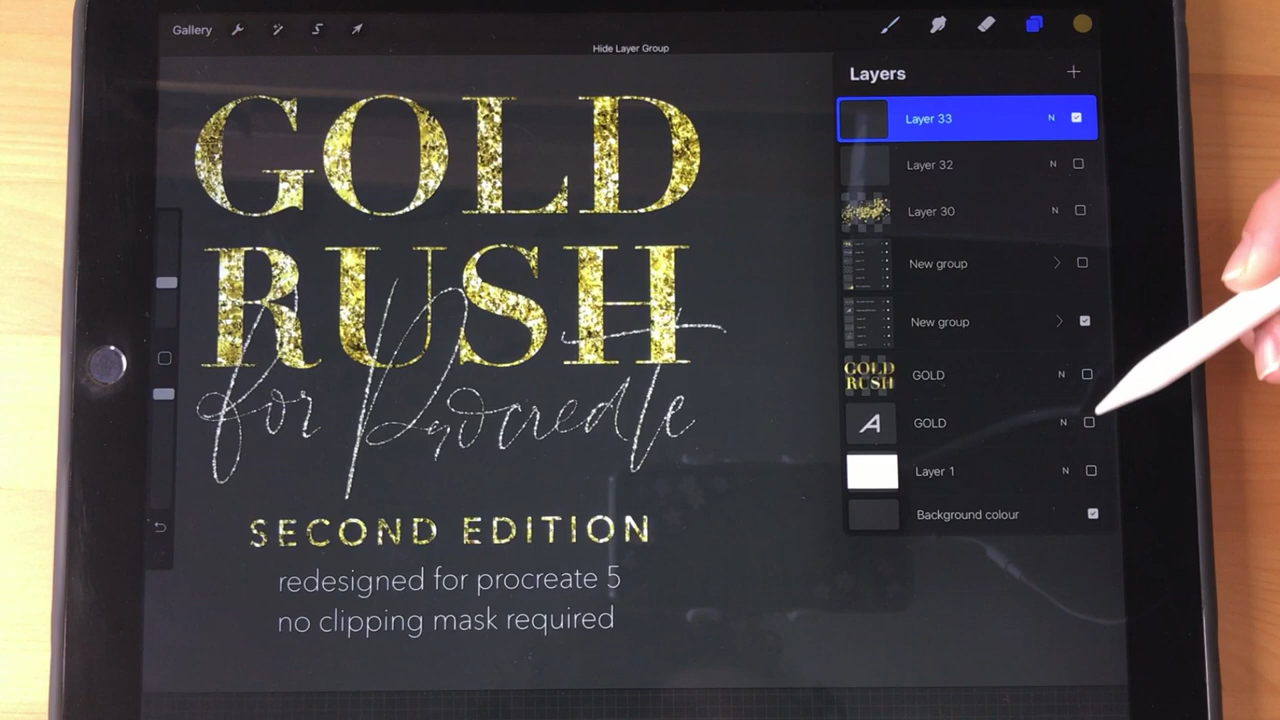 Gallery
Hide Layer Group
Layers
Layer 33 N
Layer 32 N
Layer 30 N
New group
New group
GOLD N
GOLD N
Layer 1 N
Background colour
GOLD
RUSH
for Procreate
SECOND EDITION
redesigned for procreate 5
no clipping mask required
GOLD
RUSH
A